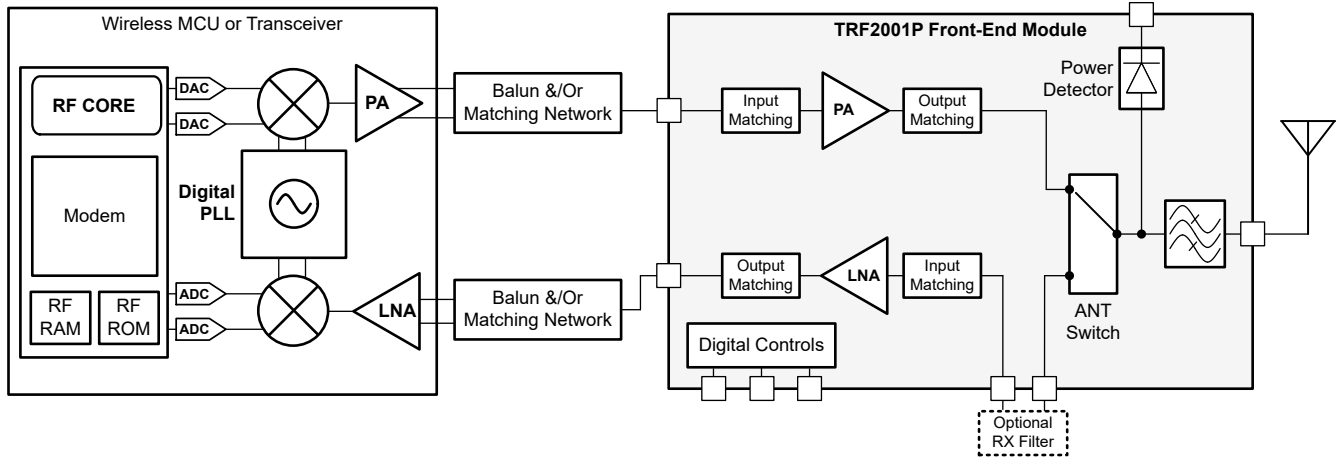 Wireless MCU or Transceiver
RF CORE
Modem
RF
RAM
RF
ROM
DAC
DAC
Digital
PLL
ADC
ADC
PA
LNA
Balun &/Or
Matching Network
Balun &/Or
Matching Network
TRF2001P Front-End Module
Input
Matching
PA
Output
Matching
Power
Detector
Output
Matching
LNA
Input
Matching
ANT
Switch
Digital Controls
Optional
RX Filter